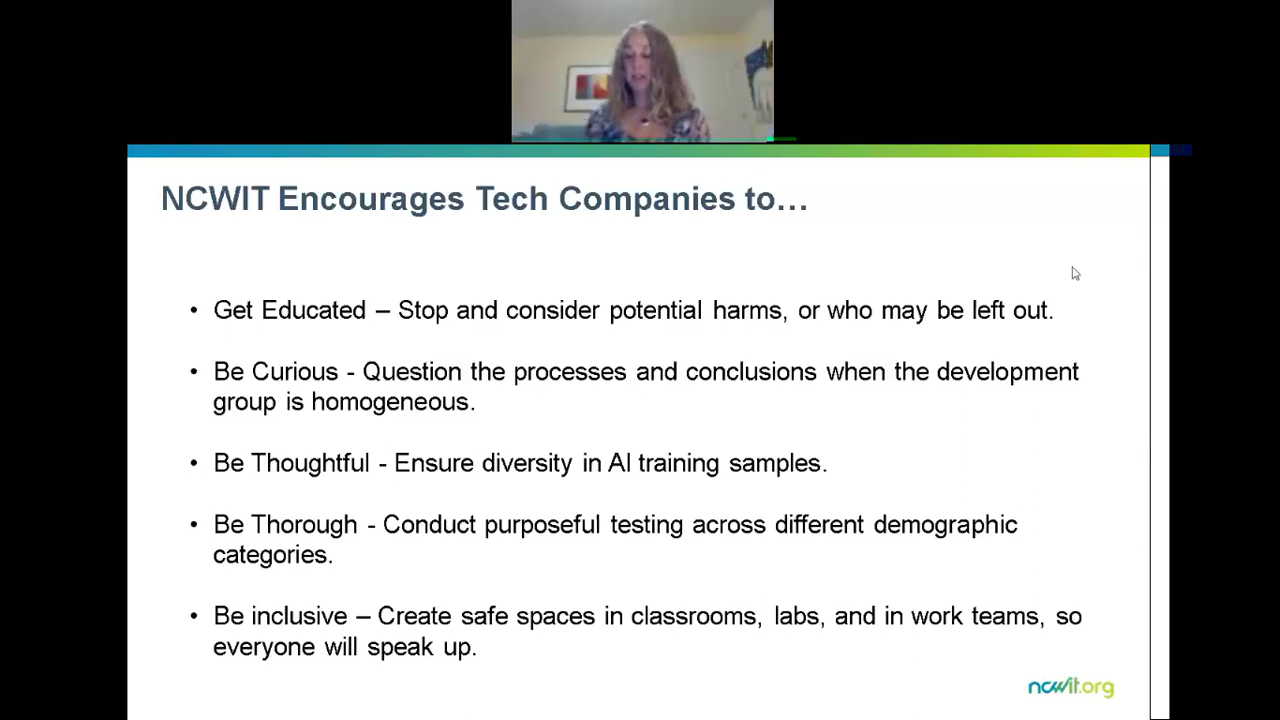 NCWIT Encourages Tech Companies to…
• Get Educated – Stop and consider potential harms, or who may be left out.
• Be Curious - Question the processes and conclusions when the development
group is homogeneous.
• Be Thoughtful - Ensure diversity in AI training samples.
• Be Thorough - Conduct purposeful testing across different demographic
categories.
• Be inclusive – Create safe spaces in classrooms, labs, and in work teams, so
everyone will speak up.
ncwit.org